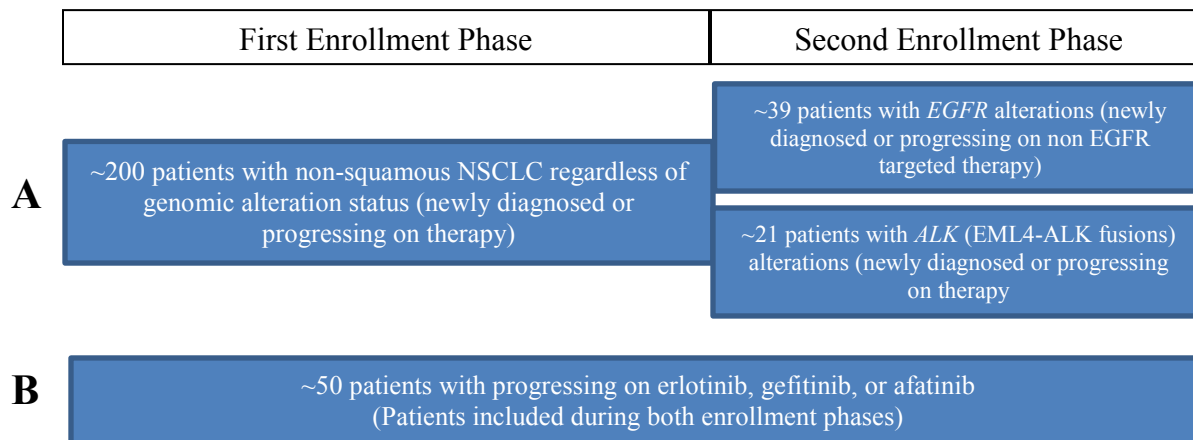 First Enrollment Phase
Second Enrollment Phase
A
~200 patients with non-squamous NSCLC regardless of
genomic alteration status (newly diagnosed or
progressing on therapy)
~39 patients with EGFR alterations (newly
diagnosed or progressing on non EGFR
targeted therapy)
~21 patients with ALK (EML4-ALK fusions)
alterations (newly diagnosed or progressing
on therapy
B
~50 patients with progressing on erlotinib, gefitinib, or afatinib
(Patients included during both enrollment phases)